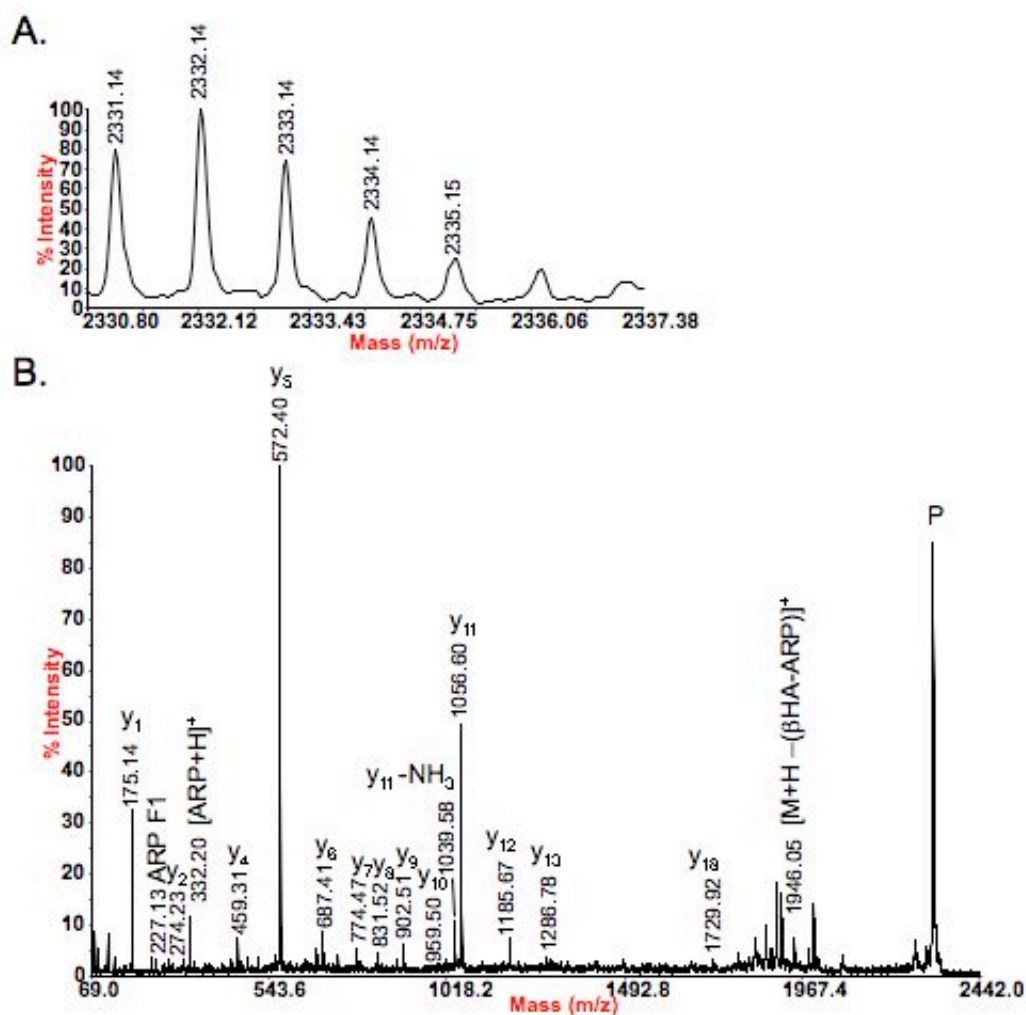 A.
2331.14
2332.14
2333.14
2334.14
2335.15
% Intensity
100
90
80
70
60
50
40
30
20
10
0
2330.80 2332.12 2333.43 2334.75 2336.06 2337.38
Mass (m/z)
B.
% Intensity
100
90
80
70
60
50
40
30
20
10
0
y₁
175.14
227.13 ARP F1
y₂
274.23
332.20 [ARP+H]⁺
y₄
459.31
y₅
572.40
y₆
687.41
y₇
774.47
y₈
831.52
y₉
902.51
y₁₀
959.50
y₁₁-NH₃
1039.58
y₁₁
1056.60
y₁₂
1185.67
y₁₃
1286.78
y₁₈
1729.92
1946.05 [M+H –(βHA-ARP)]⁺
P
69.0 543.6 1018.2 1492.8 1967.4 2442.0
Mass (m/z)